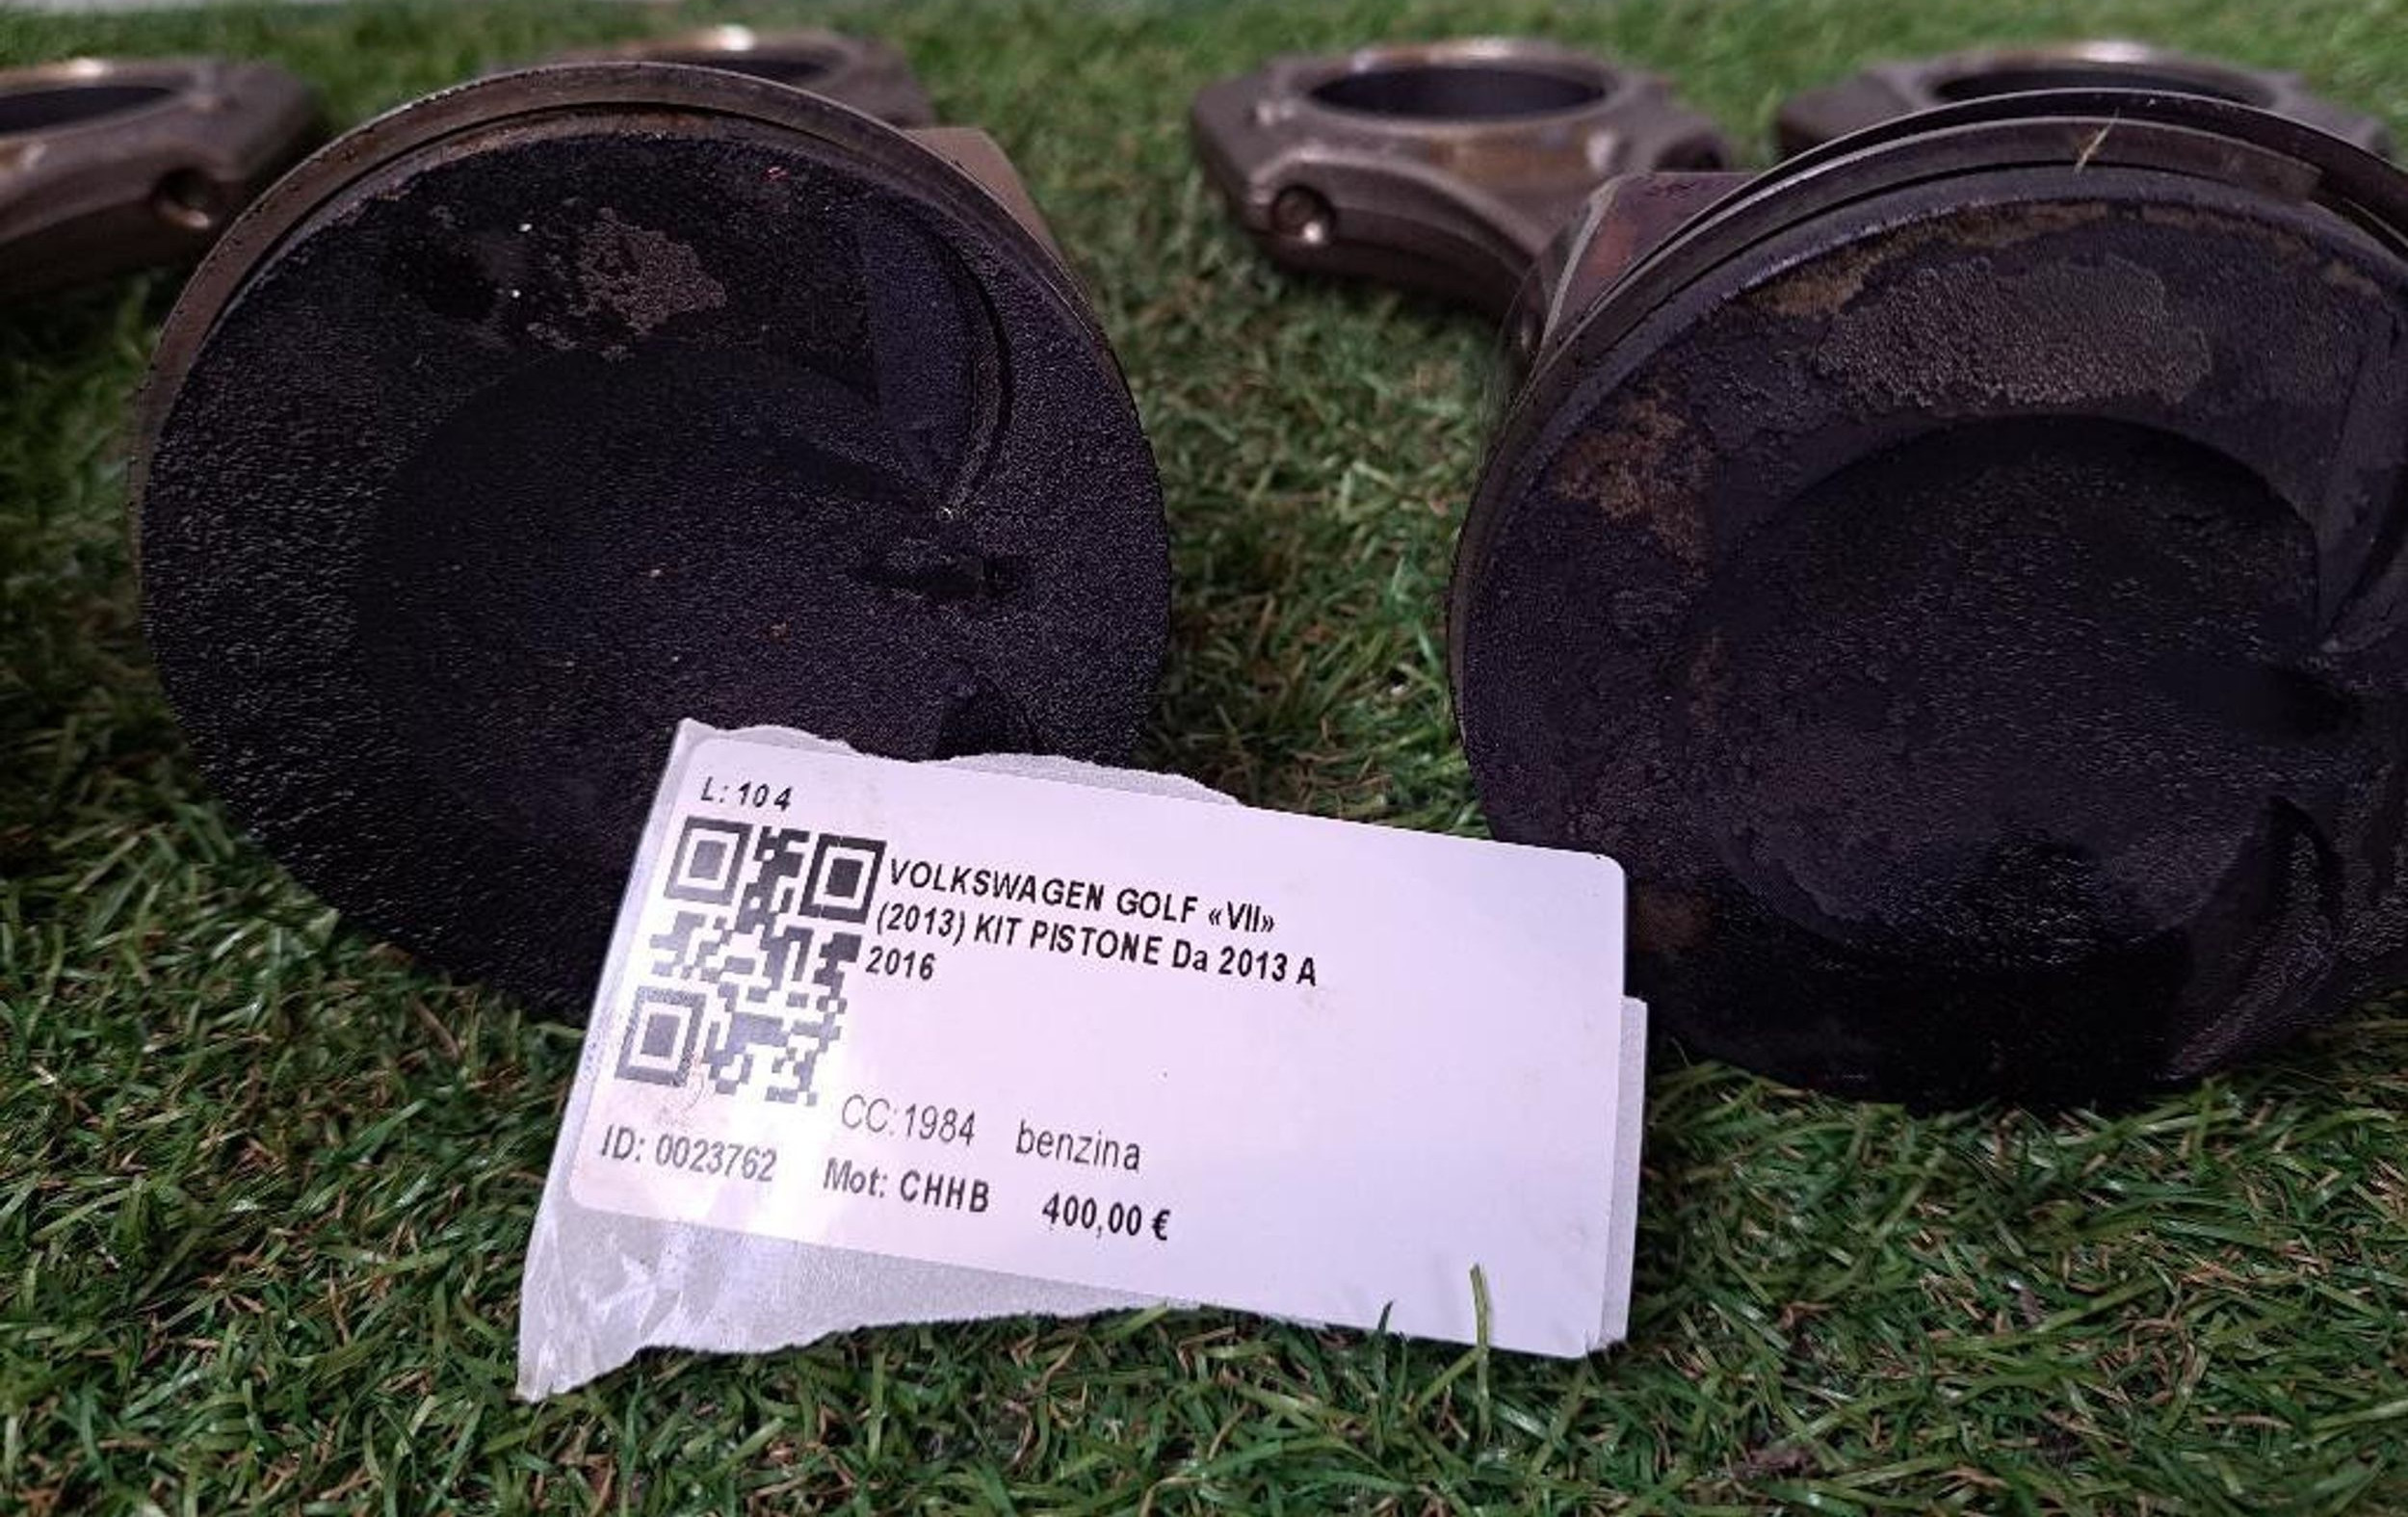 L: 104
VOLKSWAGEN GOLF «VII»
(2013) KIT PISTONE Da 2013 A
2016
CC:1984 benzina
ID: 0023762 Mot: CHHB 400,00 €